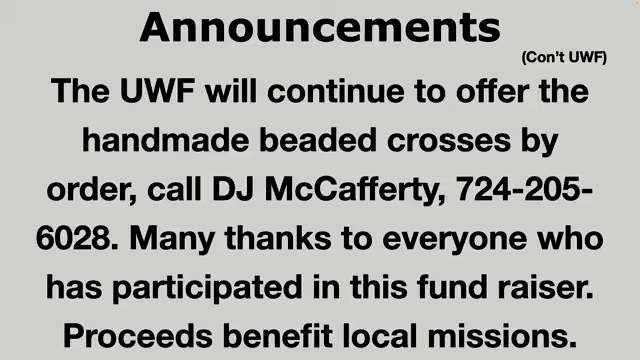 Announcements
(Con't UWF)
The UWF will continue to offer the
handmade beaded crosses by
order, call DJ McCafferty, 724-205-
6028. Many thanks to everyone who
has participated in this fund raiser.
Proceeds benefit local missions.